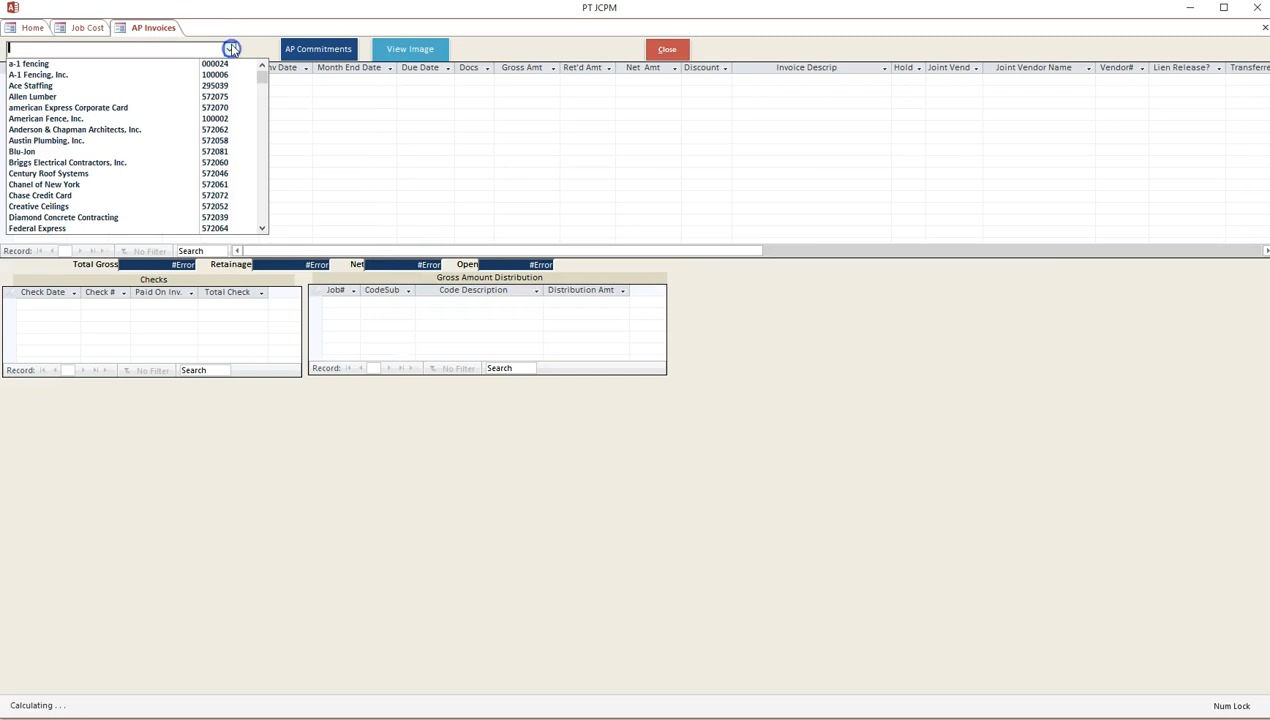 PT JCPM
Home Job Cost AP Invoices
AP Commitments View Image Close
nv Date Month End Date Due Date Docs Gross Amt Ret'd Amt Net Amt Discount Invoice Descrip Hold Joint Vend Joint Vendor Name Vendor# Lien Release? Transferre
a-1 fencing 000024
A-1 Fencing, Inc. 100006
Ace Staffing 295039
Allen Lumber 572075
american Express Corporate Card 572070
American Fence, Inc. 100002
Anderson & Chapman Architects, Inc. 572062
Austin Plumbing, Inc. 572058
Blu-Jon 572081
Briggs Electrical Contractors, Inc. 572060
Century Roof Systems 572046
Chanel of New York 572061
Chase Credit Card 572072
Creative Ceilings 572052
Diamond Concrete Contracting 572039
Federal Express 572064
Record: No Filter Search
Total Gross #Error Retainage #Error Net #Error Open #Error
Checks
Check Date Check # Paid On Inv. Total Check
Record: No Filter Search
Gross Amount Distribution
Job# CodeSub Code Description Distribution Amt
Record: No Filter Search
Calculating . . . Num Lock